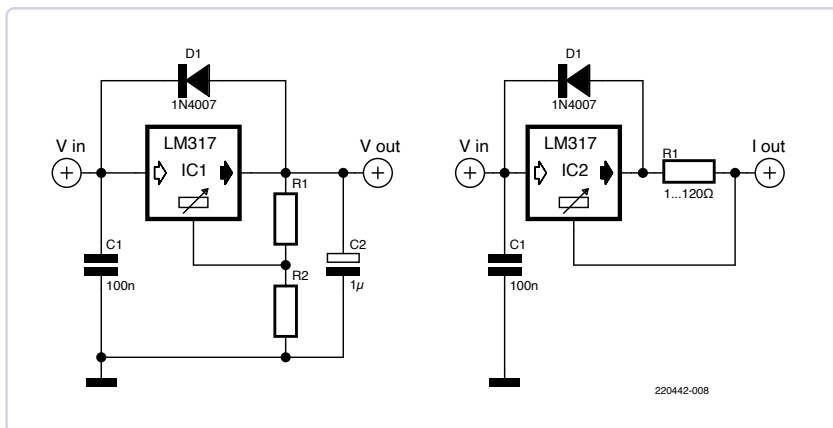 D1
1N4007
V in
LM317
V out
IC1
+
+
R1
C1
100n
C2
R2
1µ
D1
1N4007
V in
LM317
I out
IC2
R1
+
+
1...120Ω
C1
100n
220442-008